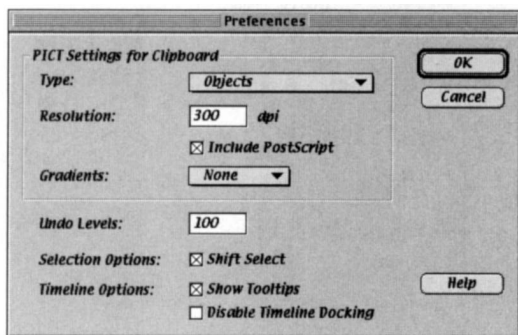 Preferences
PICT Settings for Clipboard
Type: Objects
Resolution: 300 dpi
Include PostScript
Gradients: None
Undo Levels: 100
Selection Options: Shift Select
Timeline Options: Show Tooltips
Disable Timeline Docking
OK
Cancel
Help